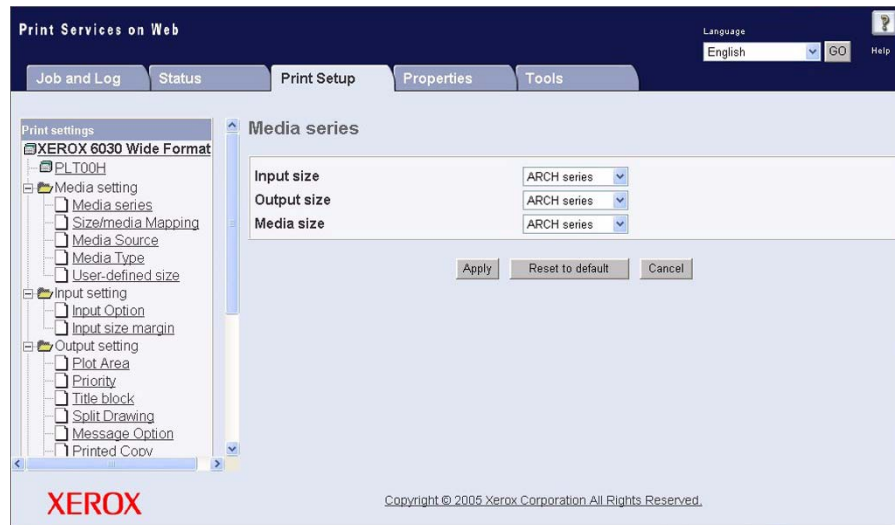 Print Services on Web
Language
English
GO
?
Help
Job and Log
Status
Print Setup
Properties
Tools
Print settings
XEROX 6030 Wide Format
PLT00H
Media setting
Media series
Size/media Mapping
Media Source
Media Type
User-defined size
Input setting
Input Option
Input size margin
Output setting
Plot Area
Priority
Title block
Split Drawing
Message Option
Printed Copy
Media series
Input size ARCH series
Output size ARCH series
Media size ARCH series
Apply Reset to default Cancel
XEROX
Copyright © 2005 Xerox Corporation All Rights Reserved.